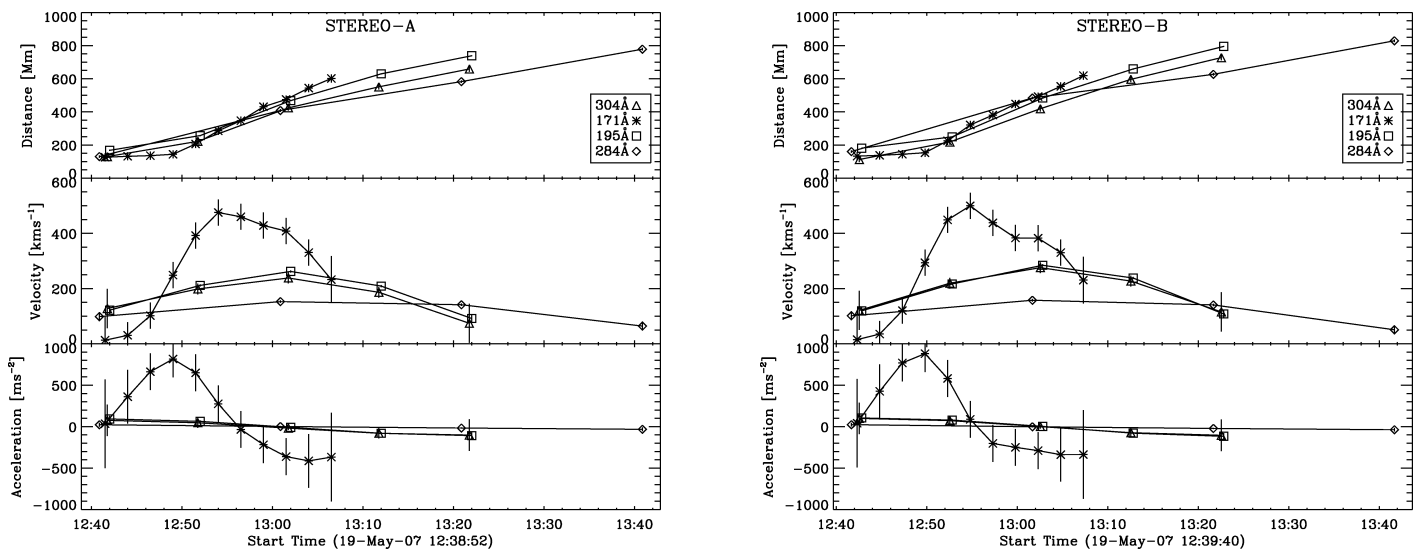 STEREO-A
Distance [Mm]
1000
800
600
400
200
0
304Å
171Å
195Å
284Å
Velocity [kms⁻¹]
600
400
200
0
Acceleration [ms⁻²]
1000
500
0
−500
−1000
12:40 12:50 13:00 13:10 13:20 13:30 13:40
Start Time (19-May-07 12:38:52)
STEREO-B
Distance [Mm]
1000
800
600
400
200
0
304Å
171Å
195Å
284Å
Velocity [kms⁻¹]
600
400
200
0
Acceleration [ms⁻²]
1000
500
0
−500
−1000
12:40 12:50 13:00 13:10 13:20 13:30 13:40
Start Time (19-May-07 12:39:40)